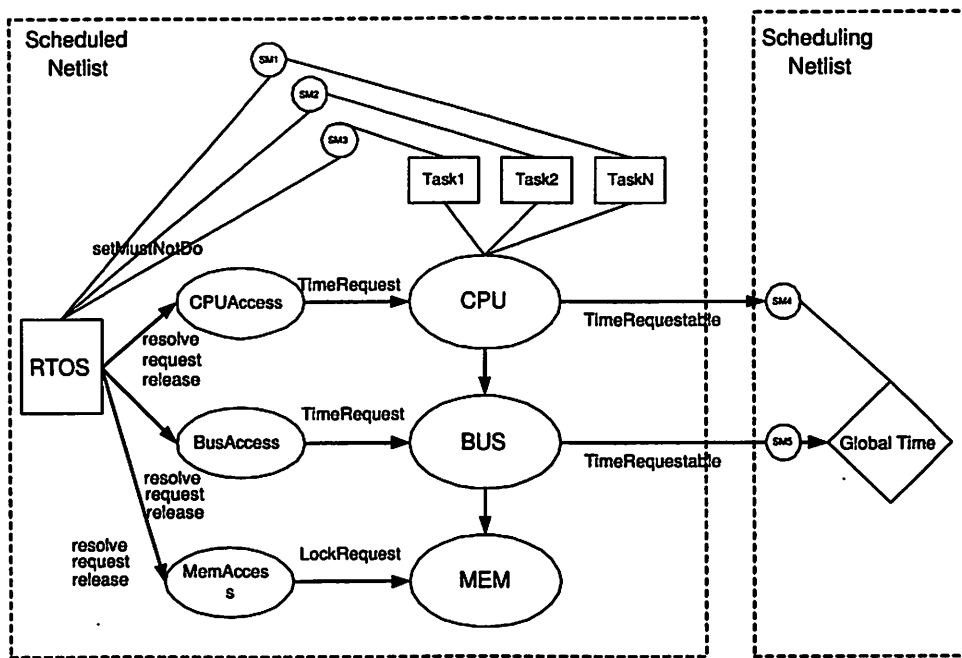 Scheduled
Netlist
Scheduling
Netlist
SM1
SM2
SM3
Task1
Task2
TaskN
setMustNotDo
CPUAccess
TimeRequest
CPU
TimeRequestable
SM4
RTOS
resolve
request
release
BusAccess
TimeRequest
BUS
TimeRequestable
SM5
Global Time
resolve
request
release
resolve
request
release
MemAcces
s
LockRequest
MEM